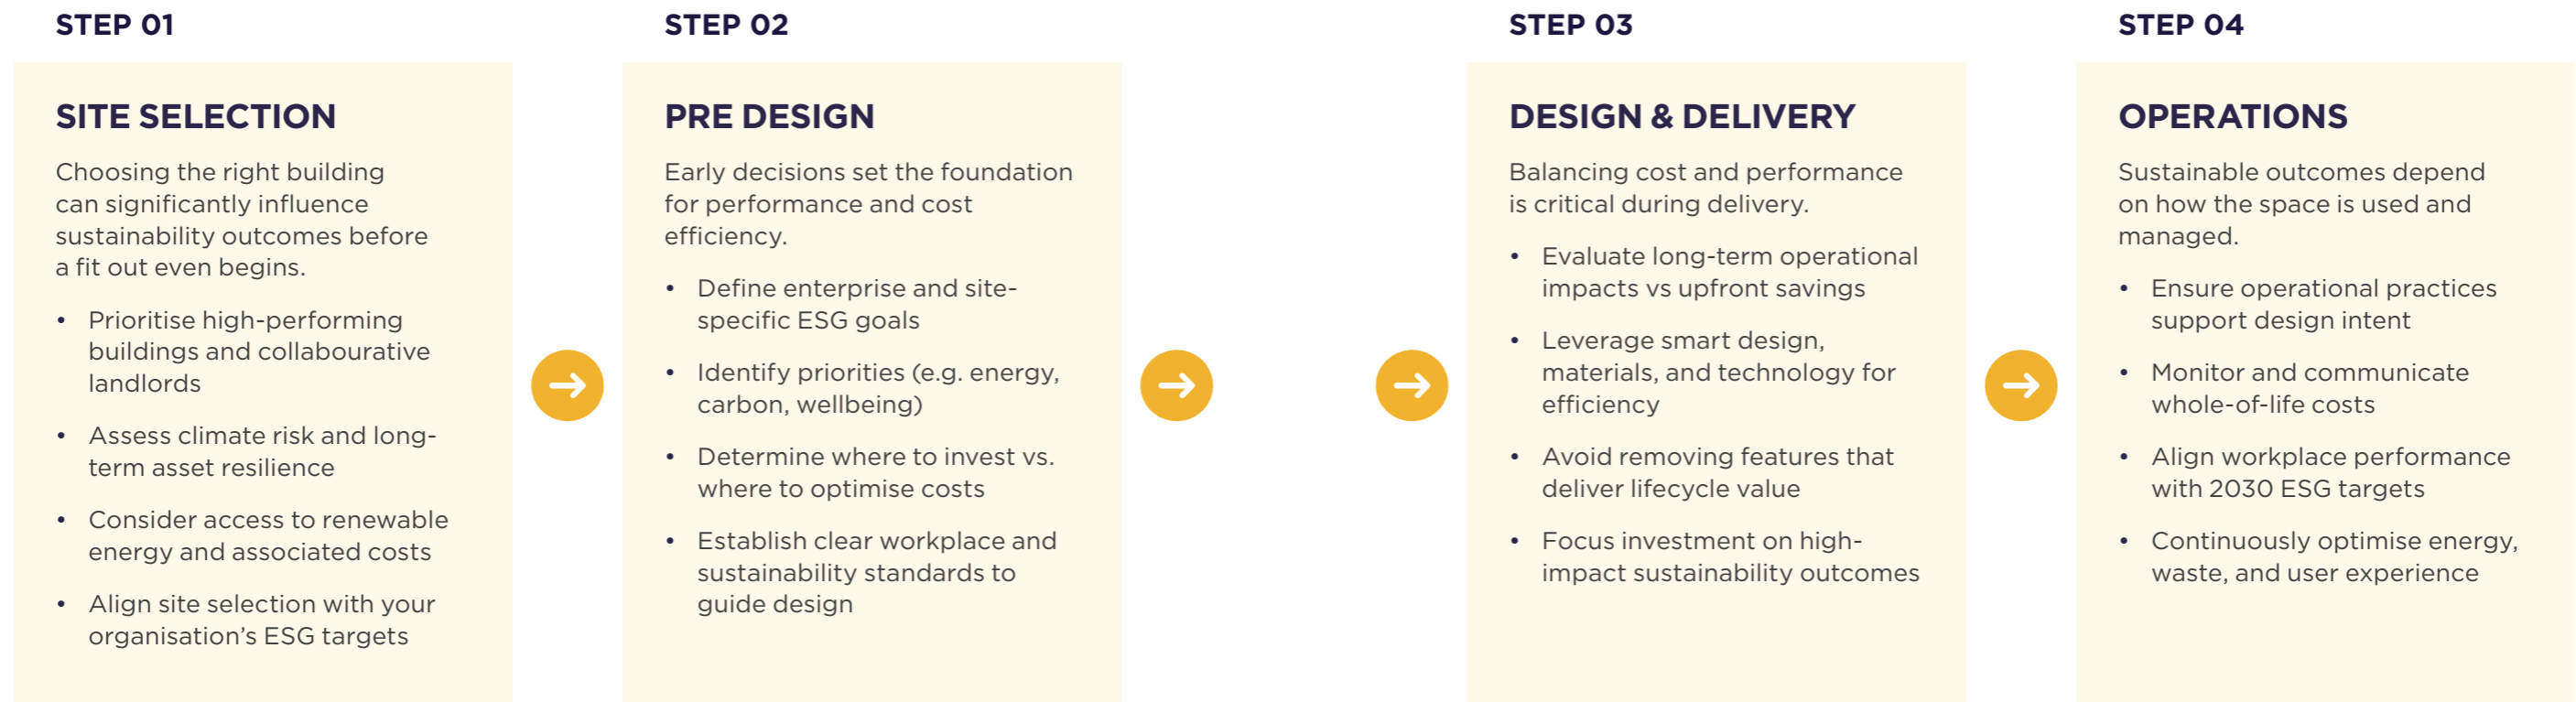 STEP 01
SITE SELECTION
Choosing the right building
can significantly influence
sustainability outcomes before
a fit out even begins.
• Prioritise high-performing
buildings and collabourative
landlords
• Assess climate risk and long-
term asset resilience
• Consider access to renewable
energy and associated costs
• Align site selection with your
organisation’s ESG targets
STEP 02
PRE DESIGN
Early decisions set the foundation
for performance and cost
efficiency.
• Define enterprise and site-
specific ESG goals
• Identify priorities (e.g. energy,
carbon, wellbeing)
• Determine where to invest vs.
where to optimise costs
• Establish clear workplace and
sustainability standards to
guide design
STEP 03
DESIGN & DELIVERY
Balancing cost and performance
is critical during delivery.
• Evaluate long-term operational
impacts vs upfront savings
• Leverage smart design,
materials, and technology for
efficiency
• Avoid removing features that
deliver lifecycle value
• Focus investment on high-
impact sustainability outcomes
STEP 04
OPERATIONS
Sustainable outcomes depend
on how the space is used and
managed.
• Ensure operational practices
support design intent
• Monitor and communicate
whole-of-life costs
• Align workplace performance
with 2030 ESG targets
• Continuously optimise energy,
waste, and user experience